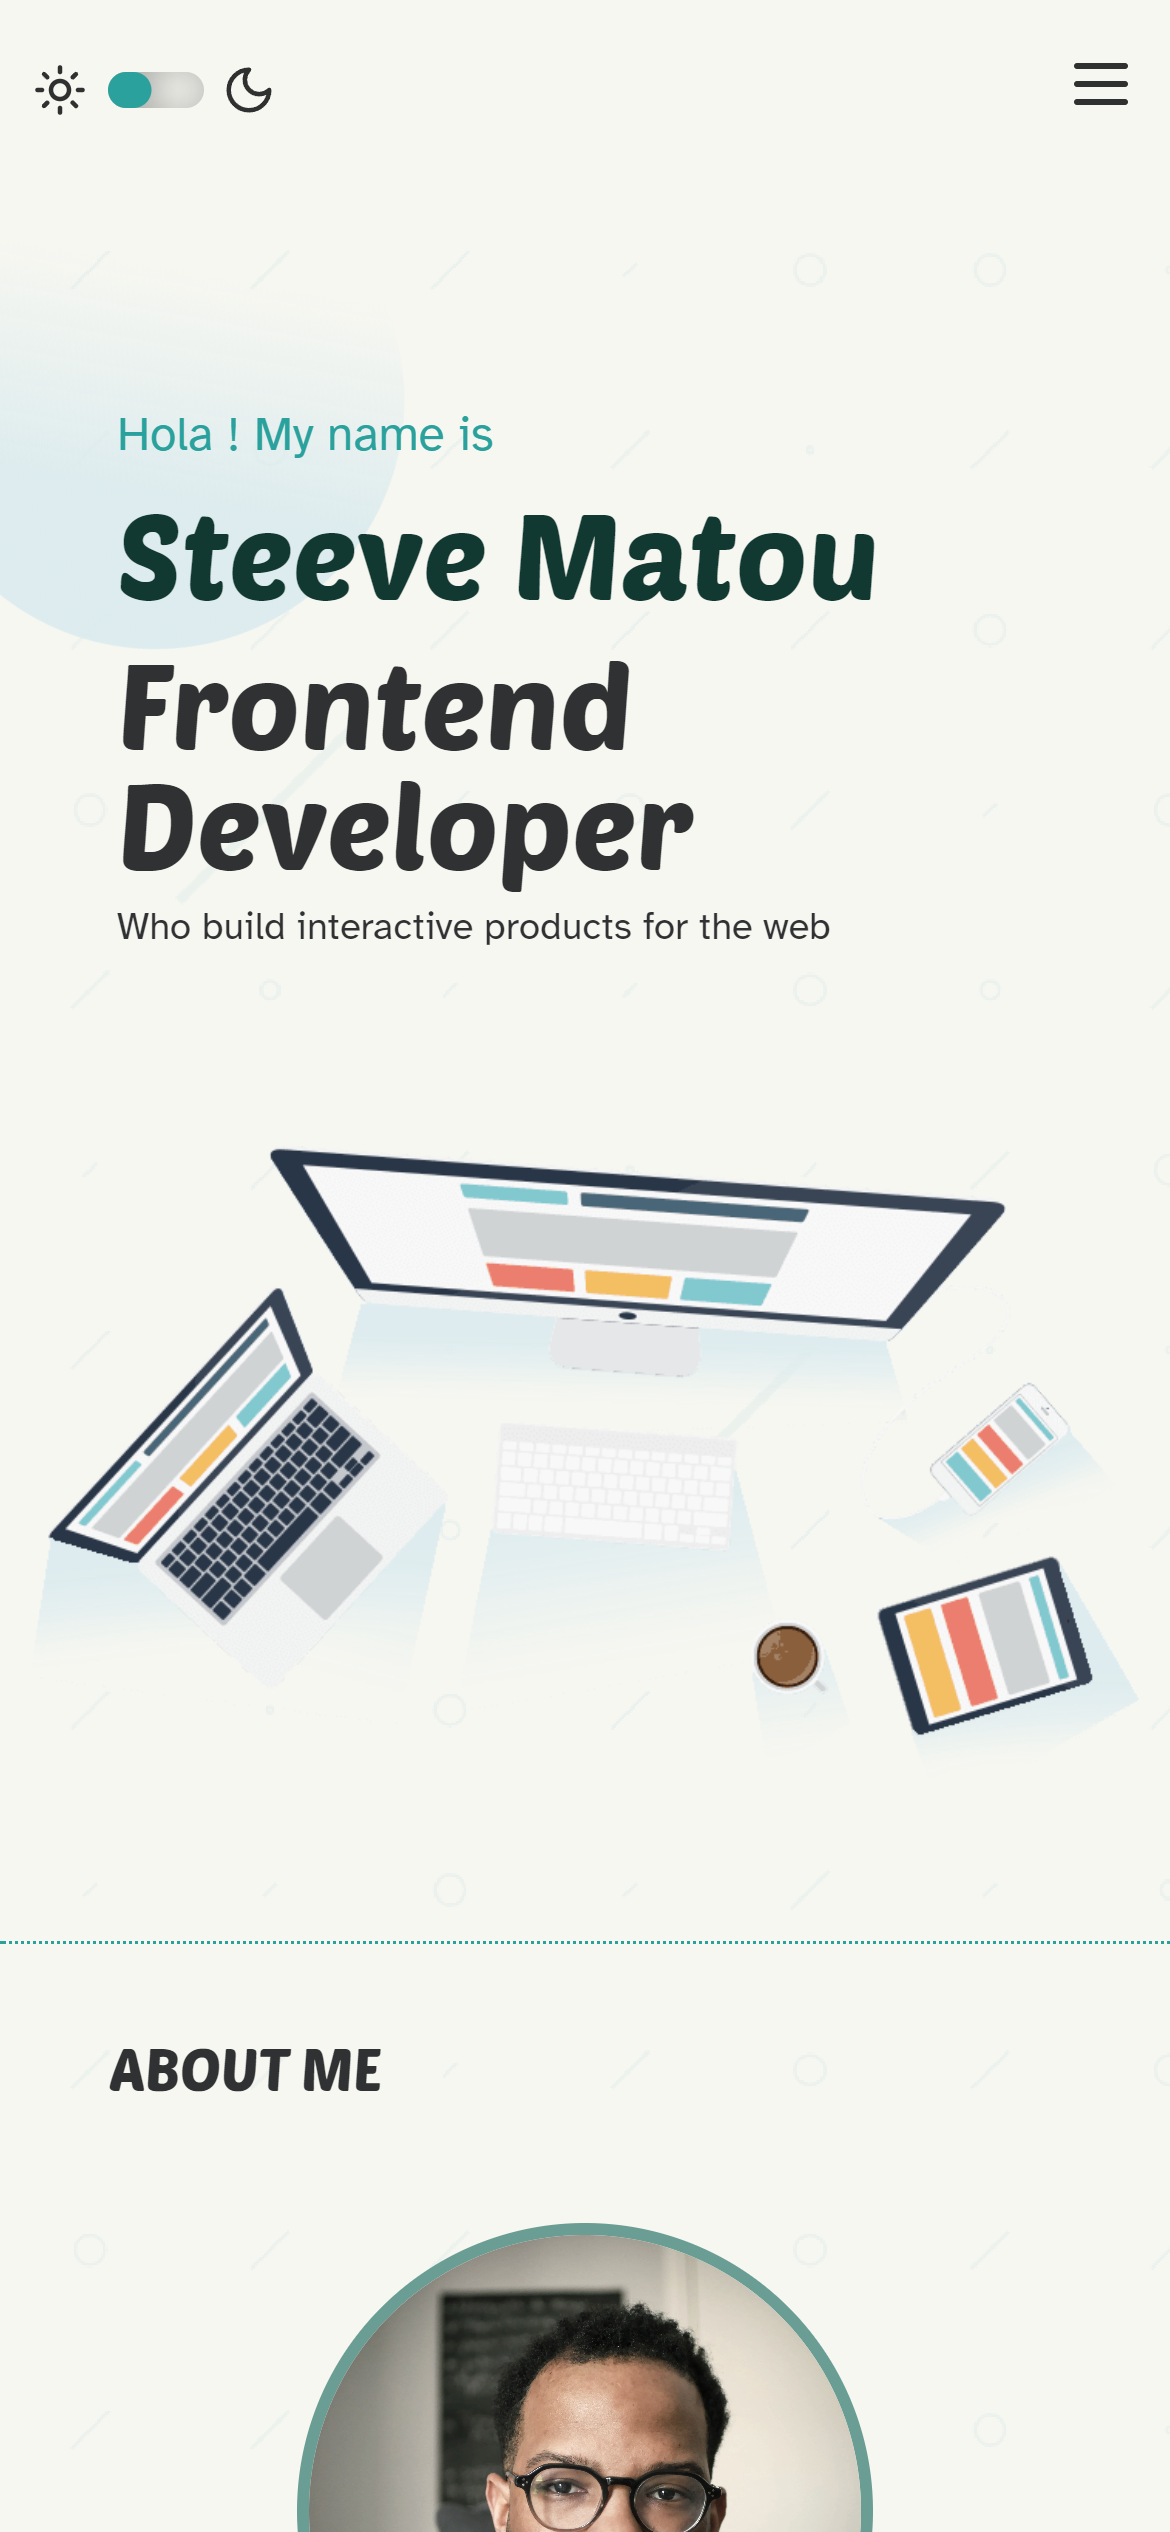 Hola ! My name is
Steeve Matou
Frontend
Developer
Who build interactive products for the web
ABOUT ME